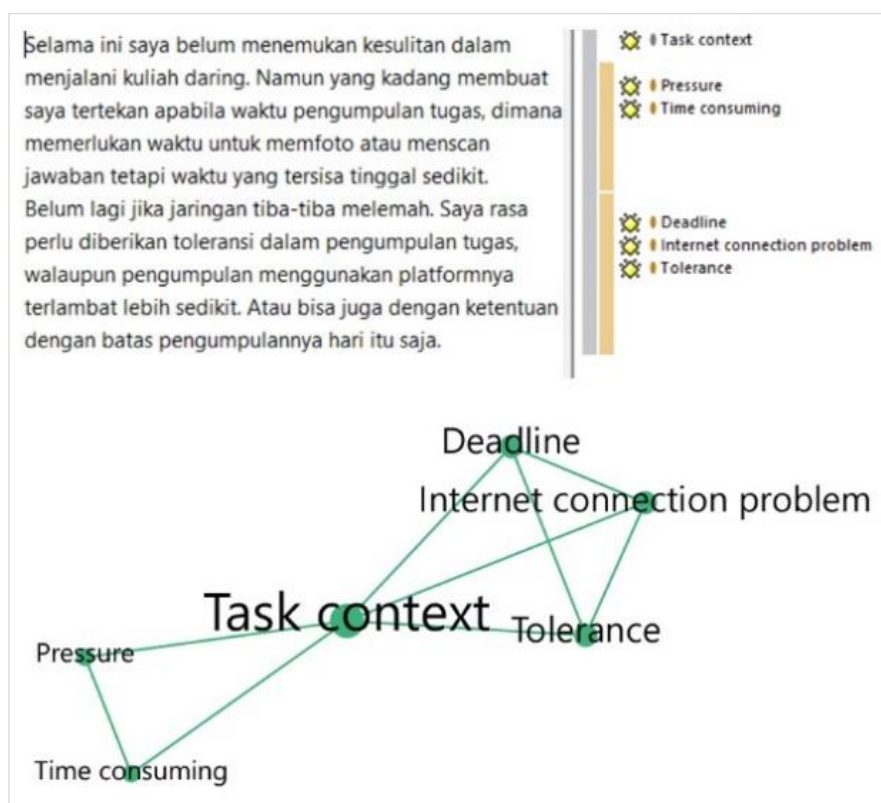 Selama ini saya belum menemukan kesulitan dalam
menjalani kuliah daring. Namun yang kadang membuat
saya tertekan apabila waktu pengumpulan tugas, dimana
memerlukan waktu untuk memfoto atau menscan
jawaban tetapi waktu yang tersisa tinggal sedikit.
Belum lagi jika jaringan tiba-tiba melemah. Saya rasa
perlu diberikan toleransi dalam pengumpulan tugas,
walaupun pengumpulan menggunakan platformnya
terlambat lebih sedikit. Atau bisa juga dengan ketentuan
dengan batas pengumpulannya hari itu saja.
Task context
Pressure
Time consuming
Deadline
Internet connection problem
Tolerance
Deadline
Internet connection problem
Task context
Tolerance
Pressure
Time consuming